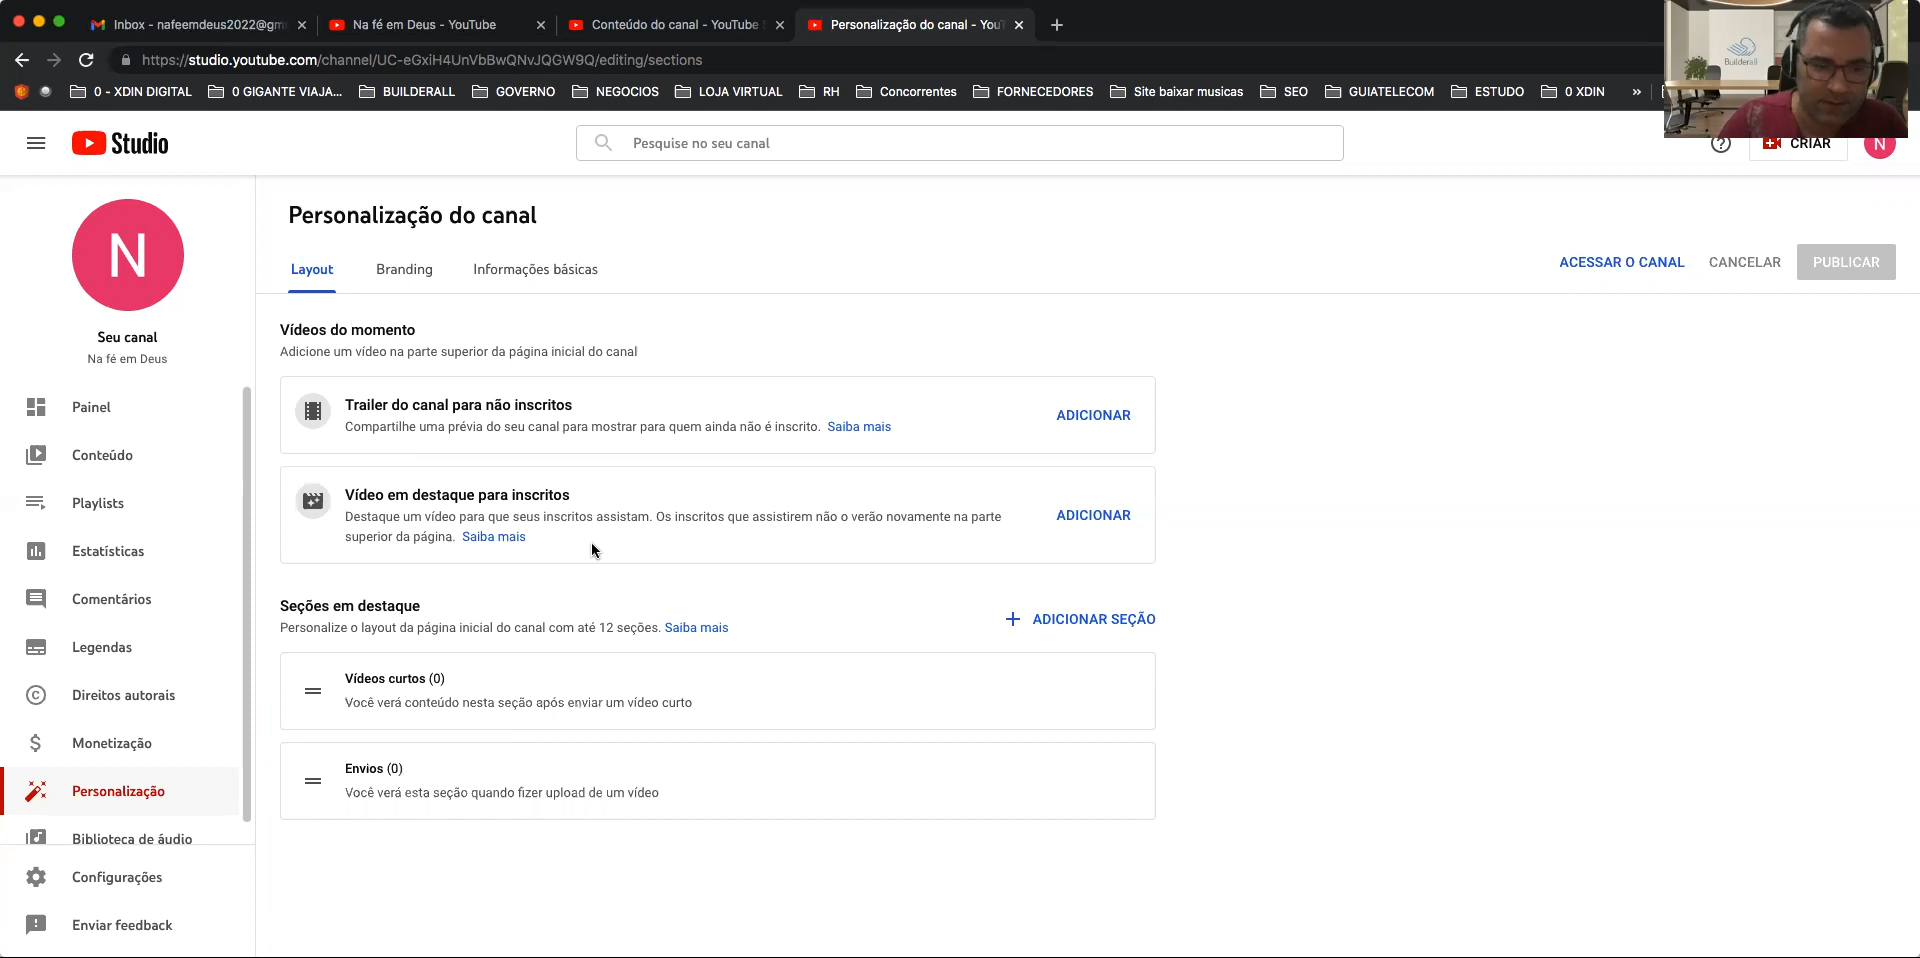 Inbox - nafeemdeus2022@gm
Na fé em Deus - YouTube
Conteúdo do canal - YouTube
Personalização do canal - You
https://studio.youtube.com/channel/UC-eGxiH4UnVbBwQNvJQGW9Q/editing/sections
0 - XDIN DIGITAL
0 GIGANTE VIAJA...
BUILDERALL
GOVERNO
NEGOCIOS
LOJA VIRTUAL
RH
Concorrentes
FORNECEDORES
Site baixar musicas
SEO
GUIATELECOM
ESTUDO
0 XDIN
»
Builderall
Studio
Pesquise no seu canal
CRIAR
N
N
Seu canal
Na fé em Deus
Painel
Conteúdo
Playlists
Estatísticas
Comentários
Legendas
Direitos autorais
Monetização
Personalização
Biblioteca de áudio
Configurações
Enviar feedback
Personalização do canal
Layout
Branding
Informações básicas
ACESSAR O CANAL
CANCELAR
PUBLICAR
Vídeos do momento
Adicione um vídeo na parte superior da página inicial do canal
Trailer do canal para não inscritos
Compartilhe uma prévia do seu canal para mostrar para quem ainda não é inscrito. Saiba mais
ADICIONAR
Vídeo em destaque para inscritos
Destaque um vídeo para que seus inscritos assistam. Os inscritos que assistirem não o verão novamente na parte
superior da página. Saiba mais
ADICIONAR
Seções em destaque
Personalize o layout da página inicial do canal com até 12 seções. Saiba mais
ADICIONAR SEÇÃO
Vídeos curtos (0)
Você verá conteúdo nesta seção após enviar um vídeo curto
Envios (0)
Você verá esta seção quando fizer upload de um vídeo